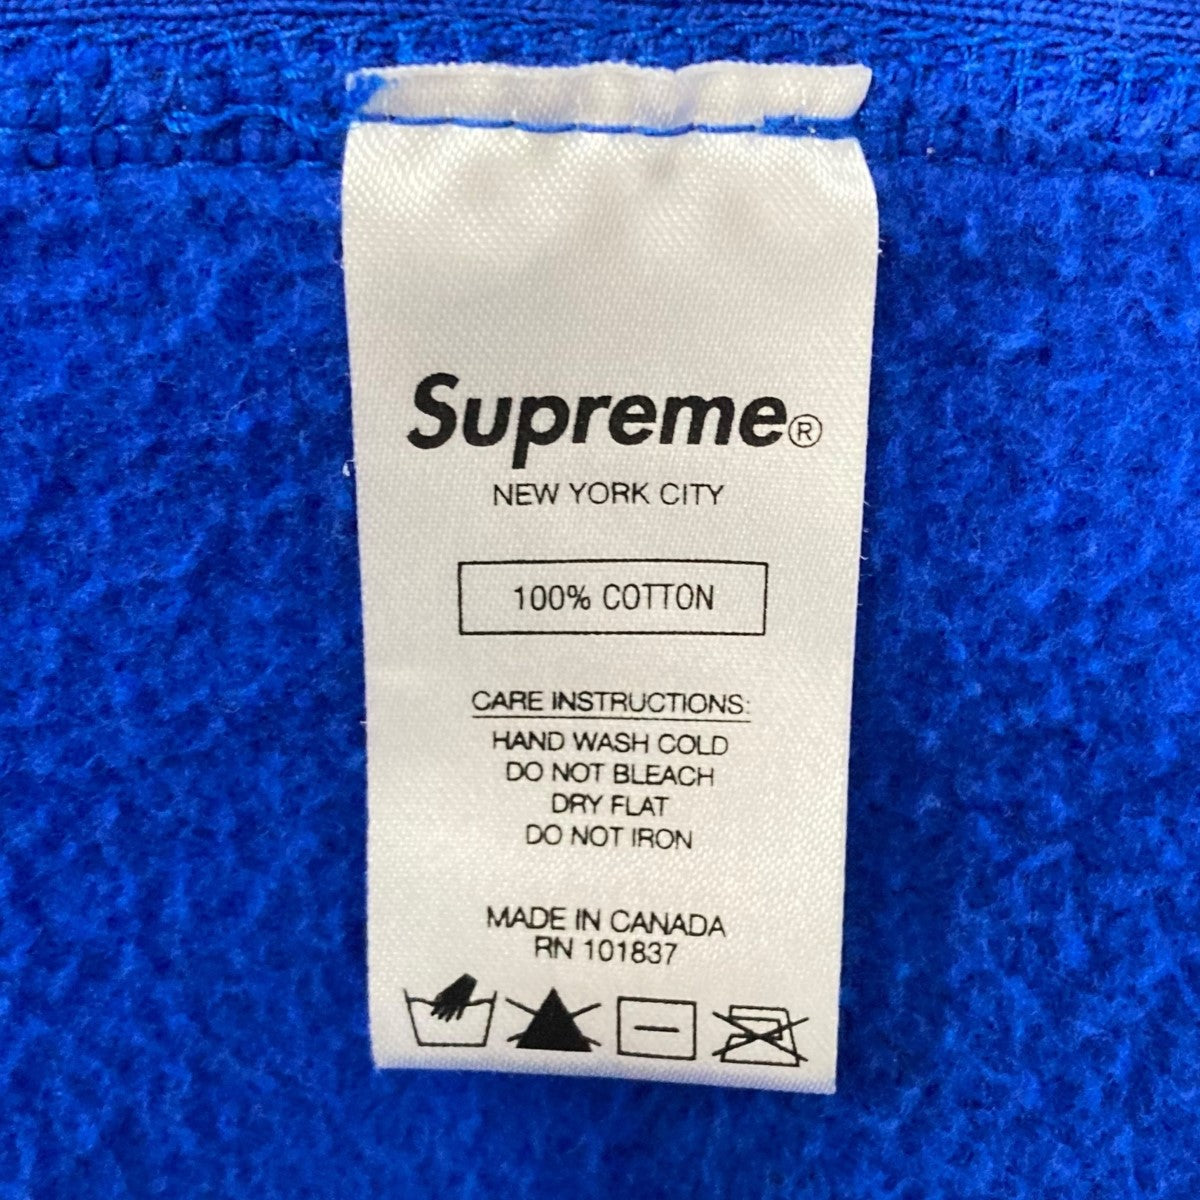 Supreme®
NEW YORK CITY
100% COTTON
CARE INSTRUCTIONS:
HAND WASH COLD
DO NOT BLEACH
DRY FLAT
DO NOT IRON
MADE IN CANADA
RN 101837